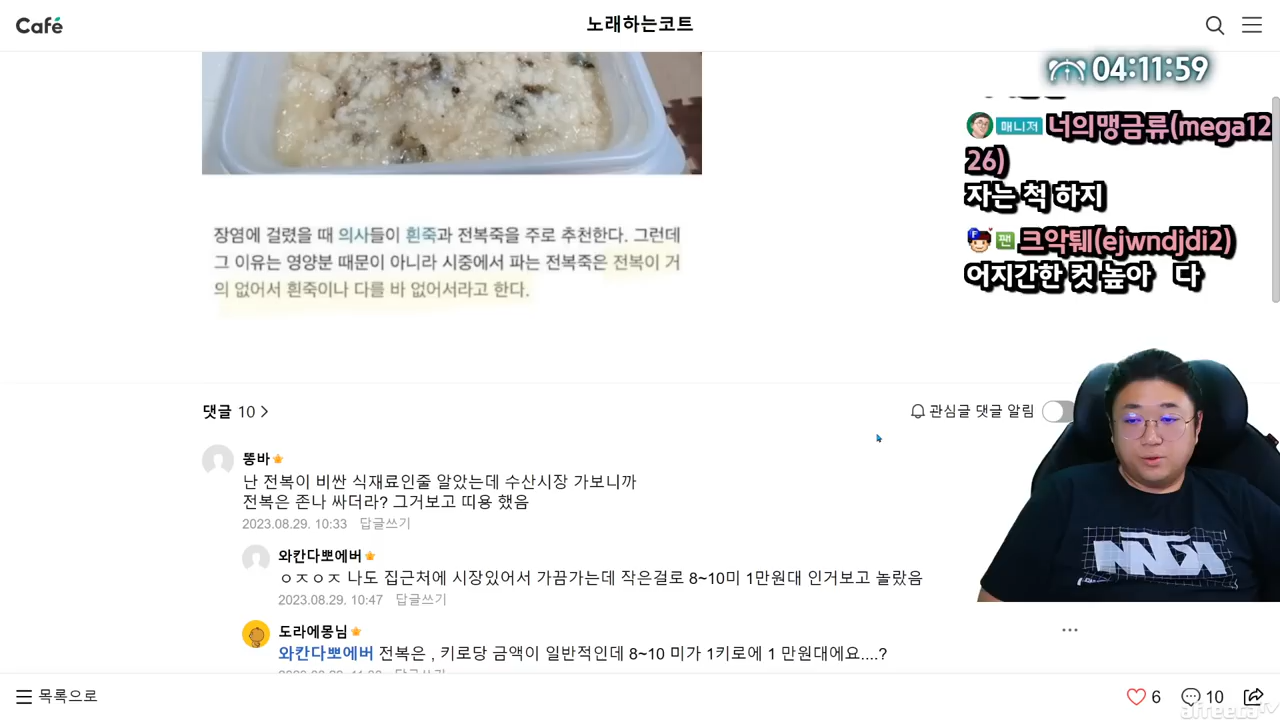 Café
노래하는코트
04:11:59
매니저 너의맹금류(mega12
26)
자는 척 하지
팬 크악퉤(ejwndjdi2)
어지간한 컷 높아 다
장염에 걸렸을 때 의사들이 흰죽과 전복죽을 주로 추천한다. 그런데
그 이유는 영양분 때문이 아니라 시중에서 파는 전복죽은 전복이 거
의 없어서 흰죽이나 다를 바 없어서라고 한다.
댓글 10
관심글 댓글 알림
똥바
난 전복이 비싼 식재료인줄 알았는데 수산시장 가보니까
전복은 존나 싸더라? 그거보고 띠용 했음
2023.08.29. 10:33 답글쓰기
와칸다뽀에버
ㅇㅈㅇㅈ 나도 집근처에 시장있어서 가끔가는데 작은걸로 8~10미 1만원대 인거보고 놀랐음
2023.08.29. 10:47 답글쓰기
도라에몽님
와칸다뽀에버 전복은 , 키로당 금액이 일반적인데 8~10 미가 1키로에 1 만원대에요....?
목록으로
6
10
afreecaTV